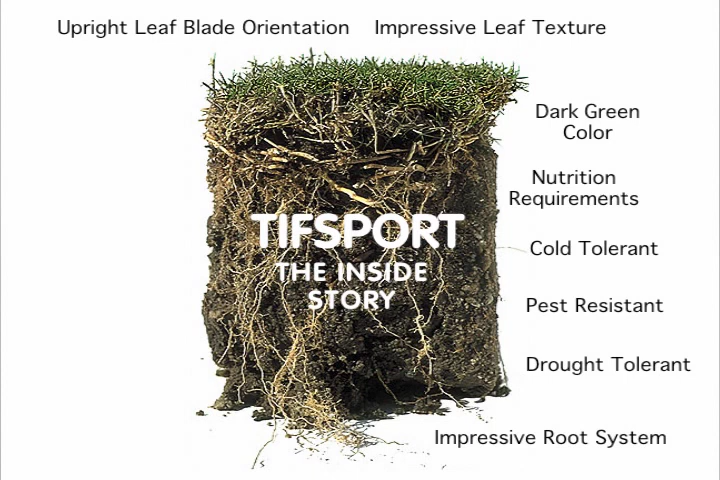 Upright Leaf Blade Orientation
Impressive Leaf Texture
Dark Green
Color
Nutrition
Requirements
TIFSPORT
THE INSIDE
STORY
Cold Tolerant
Pest Resistant
Drought Tolerant
Impressive Root System